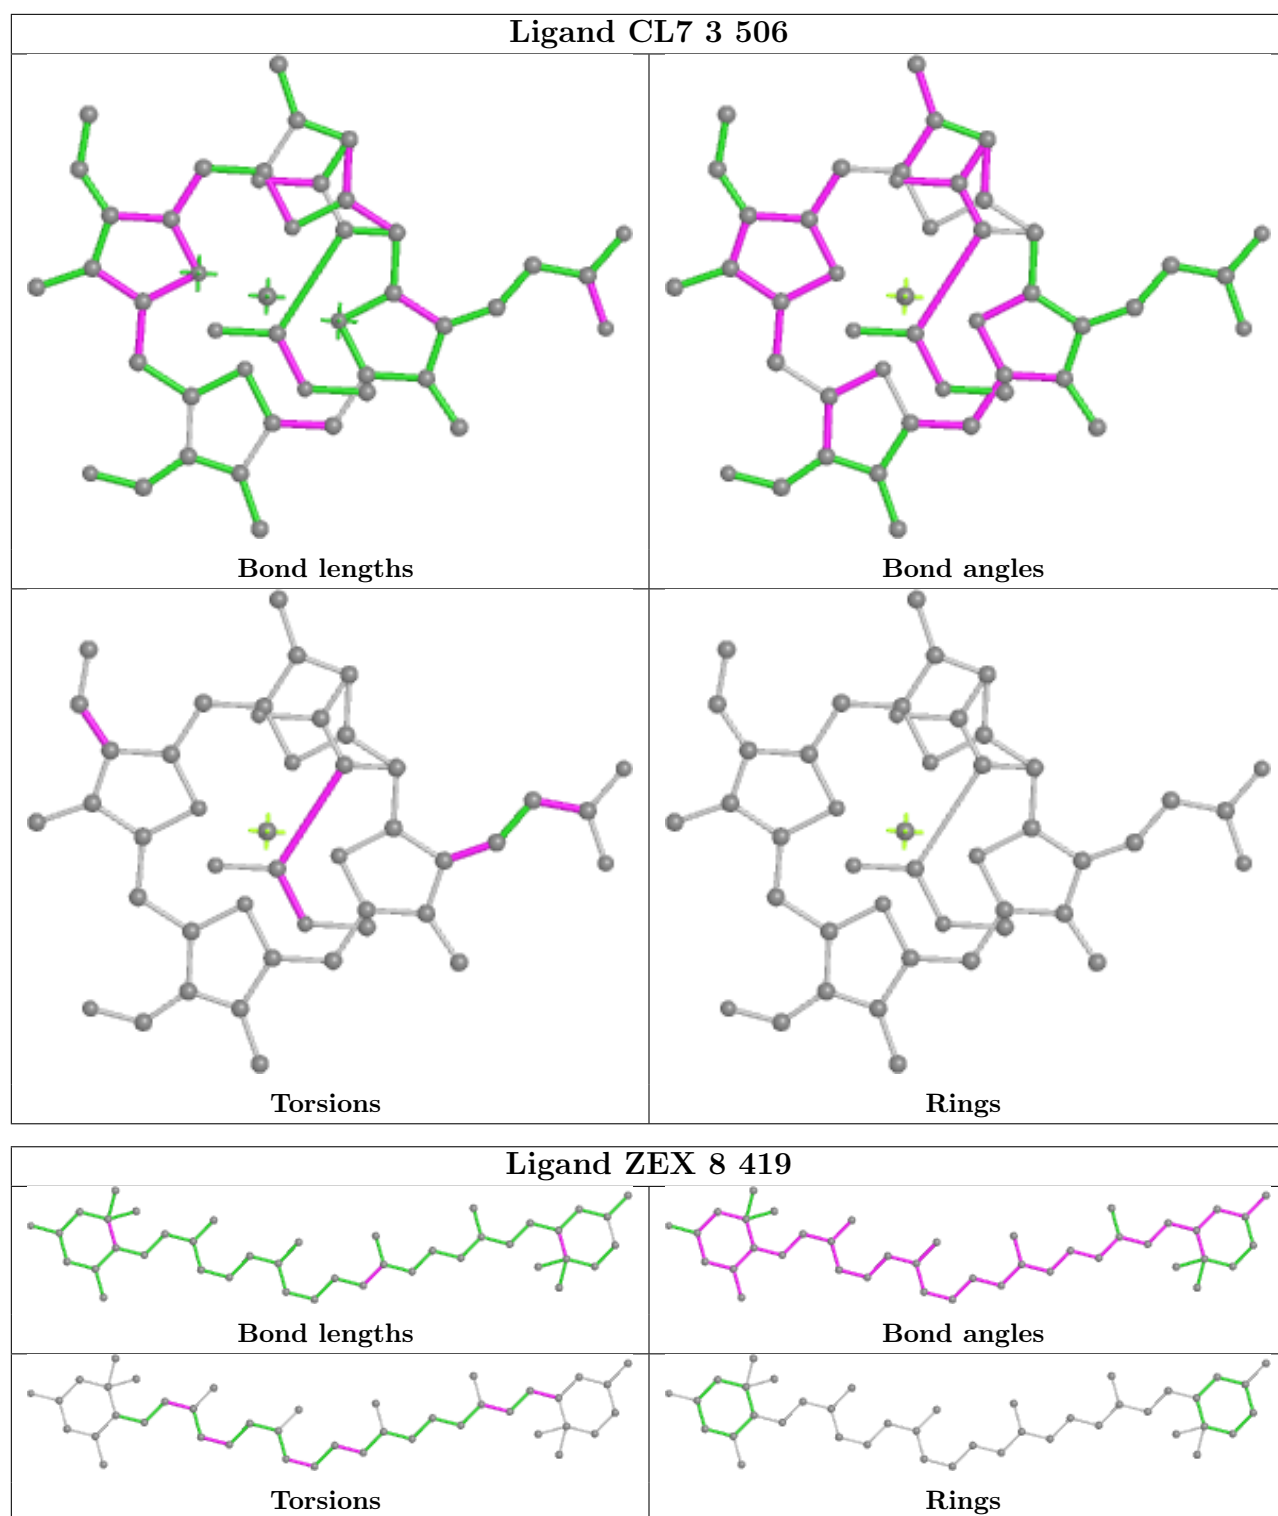 Ligand CL7 3 506
Bond lengths
Bond angles
Torsions
Rings
Ligand ZEX 8 419
Bond lengths
Bond angles
Torsions
Rings